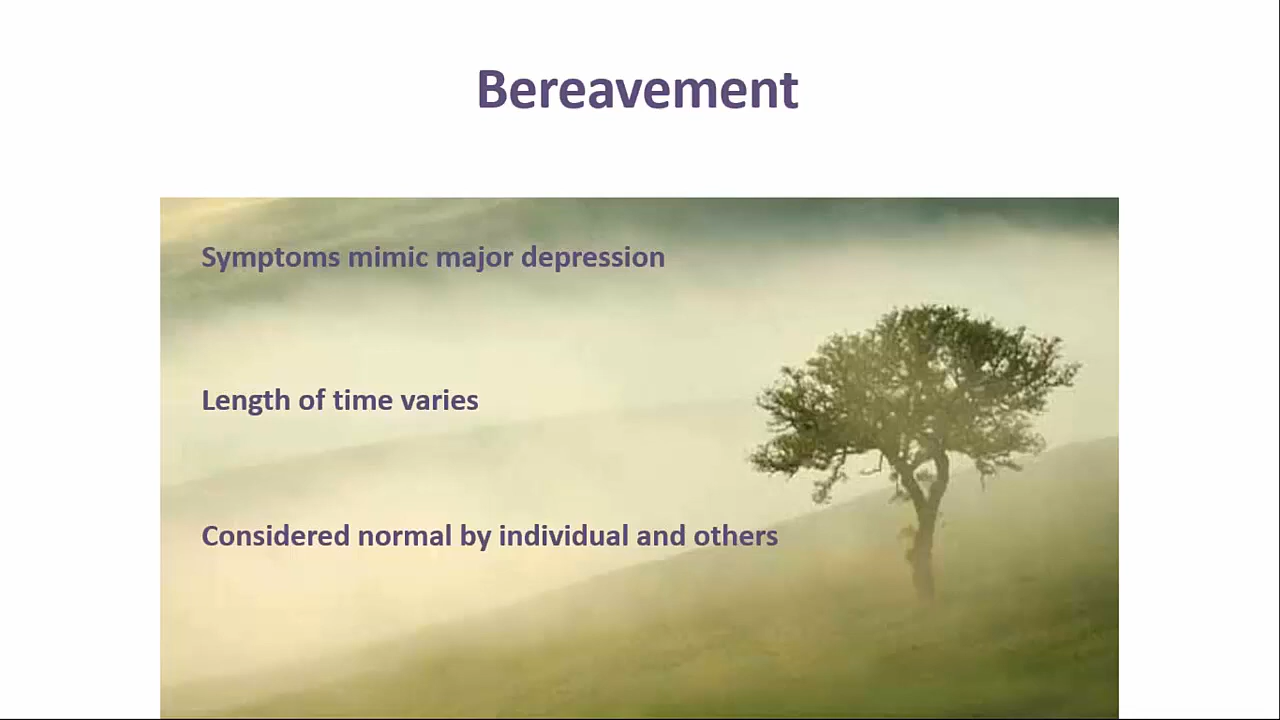 Bereavement
Symptoms mimic major depression
Length of time varies
Considered normal by individual and others